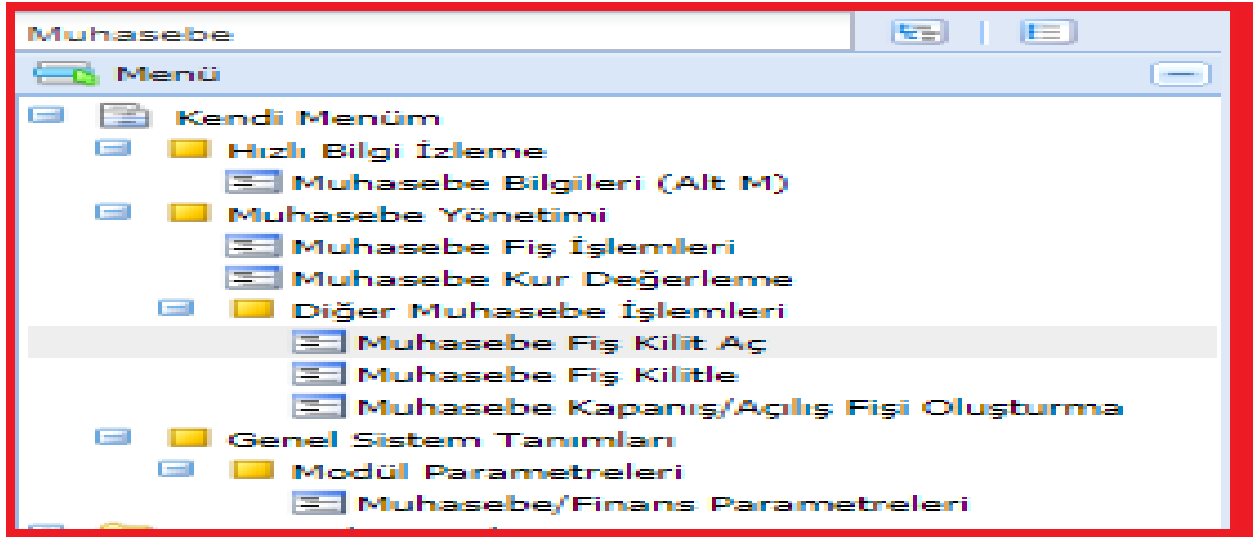 Muhasebe
Menü
Kendi Menüm
Hızlı Bilgi İzleme
Muhasebe Bilgileri (Alt M)
Muhasebe Yönetimi
Muhasebe Fiş İşlemleri
Muhasebe Kur Değerleme
Diğer Muhasebe İşlemleri
Muhasebe Fiş Kilit Aç
Muhasebe Fiş Kilitle
Muhasebe Kapanış/Açılış Fişi Oluşturma
Genel Sistem Tanımları
Modül Parametreleri
Muhasebe/Finans Parametreleri